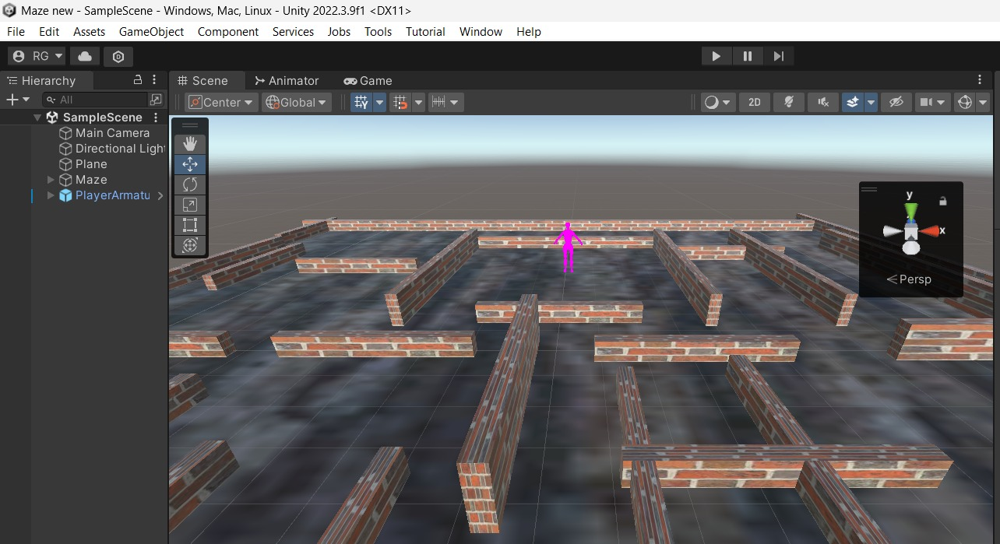 Maze new - SampleScene - Windows, Mac, Linux - Unity 2022.3.9f1 <DX11>
File Edit Assets GameObject Component Services Jobs Tools Tutorial Window Help
RG
Hierarchy
All
SampleScene
Main Camera
Directional Light
Plane
Maze
PlayerArmatu
Scene Animator Game
Center Global 2D
y
x
Persp